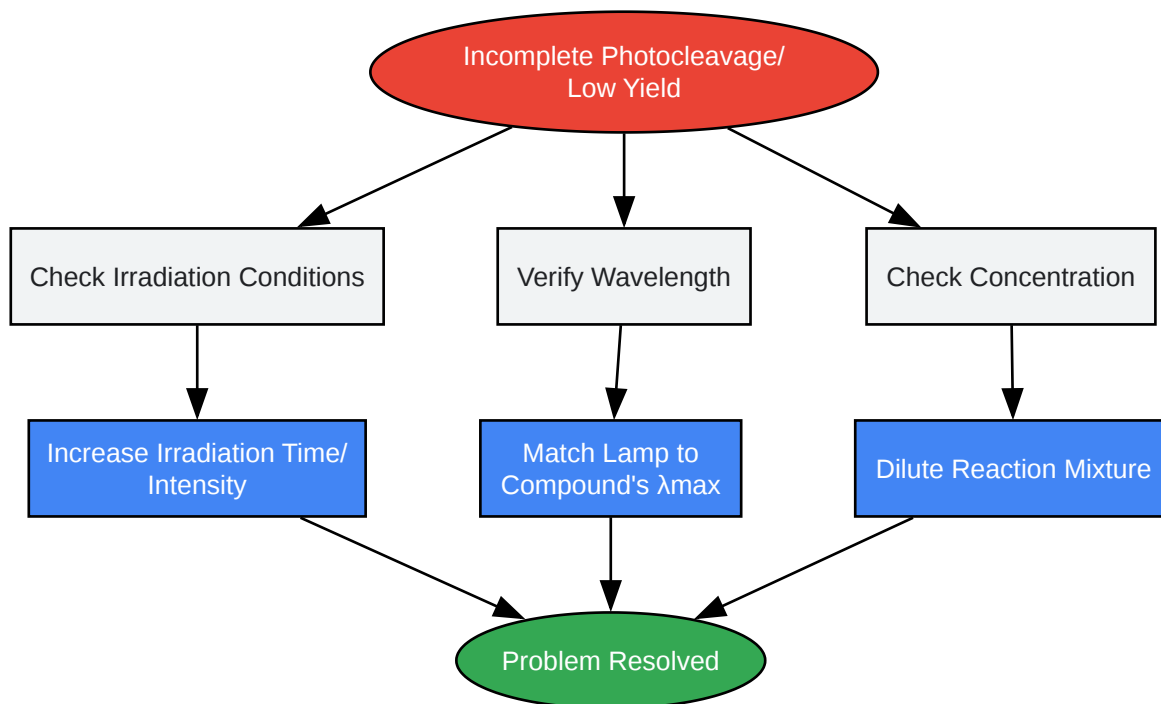 Incomplete Photocleavage/
Low Yield
Check Irradiation Conditions
Verify Wavelength
Check Concentration
Increase Irradiation Time/
Intensity
Match Lamp to
Compound's λmax
Dilute Reaction Mixture
Problem Resolved